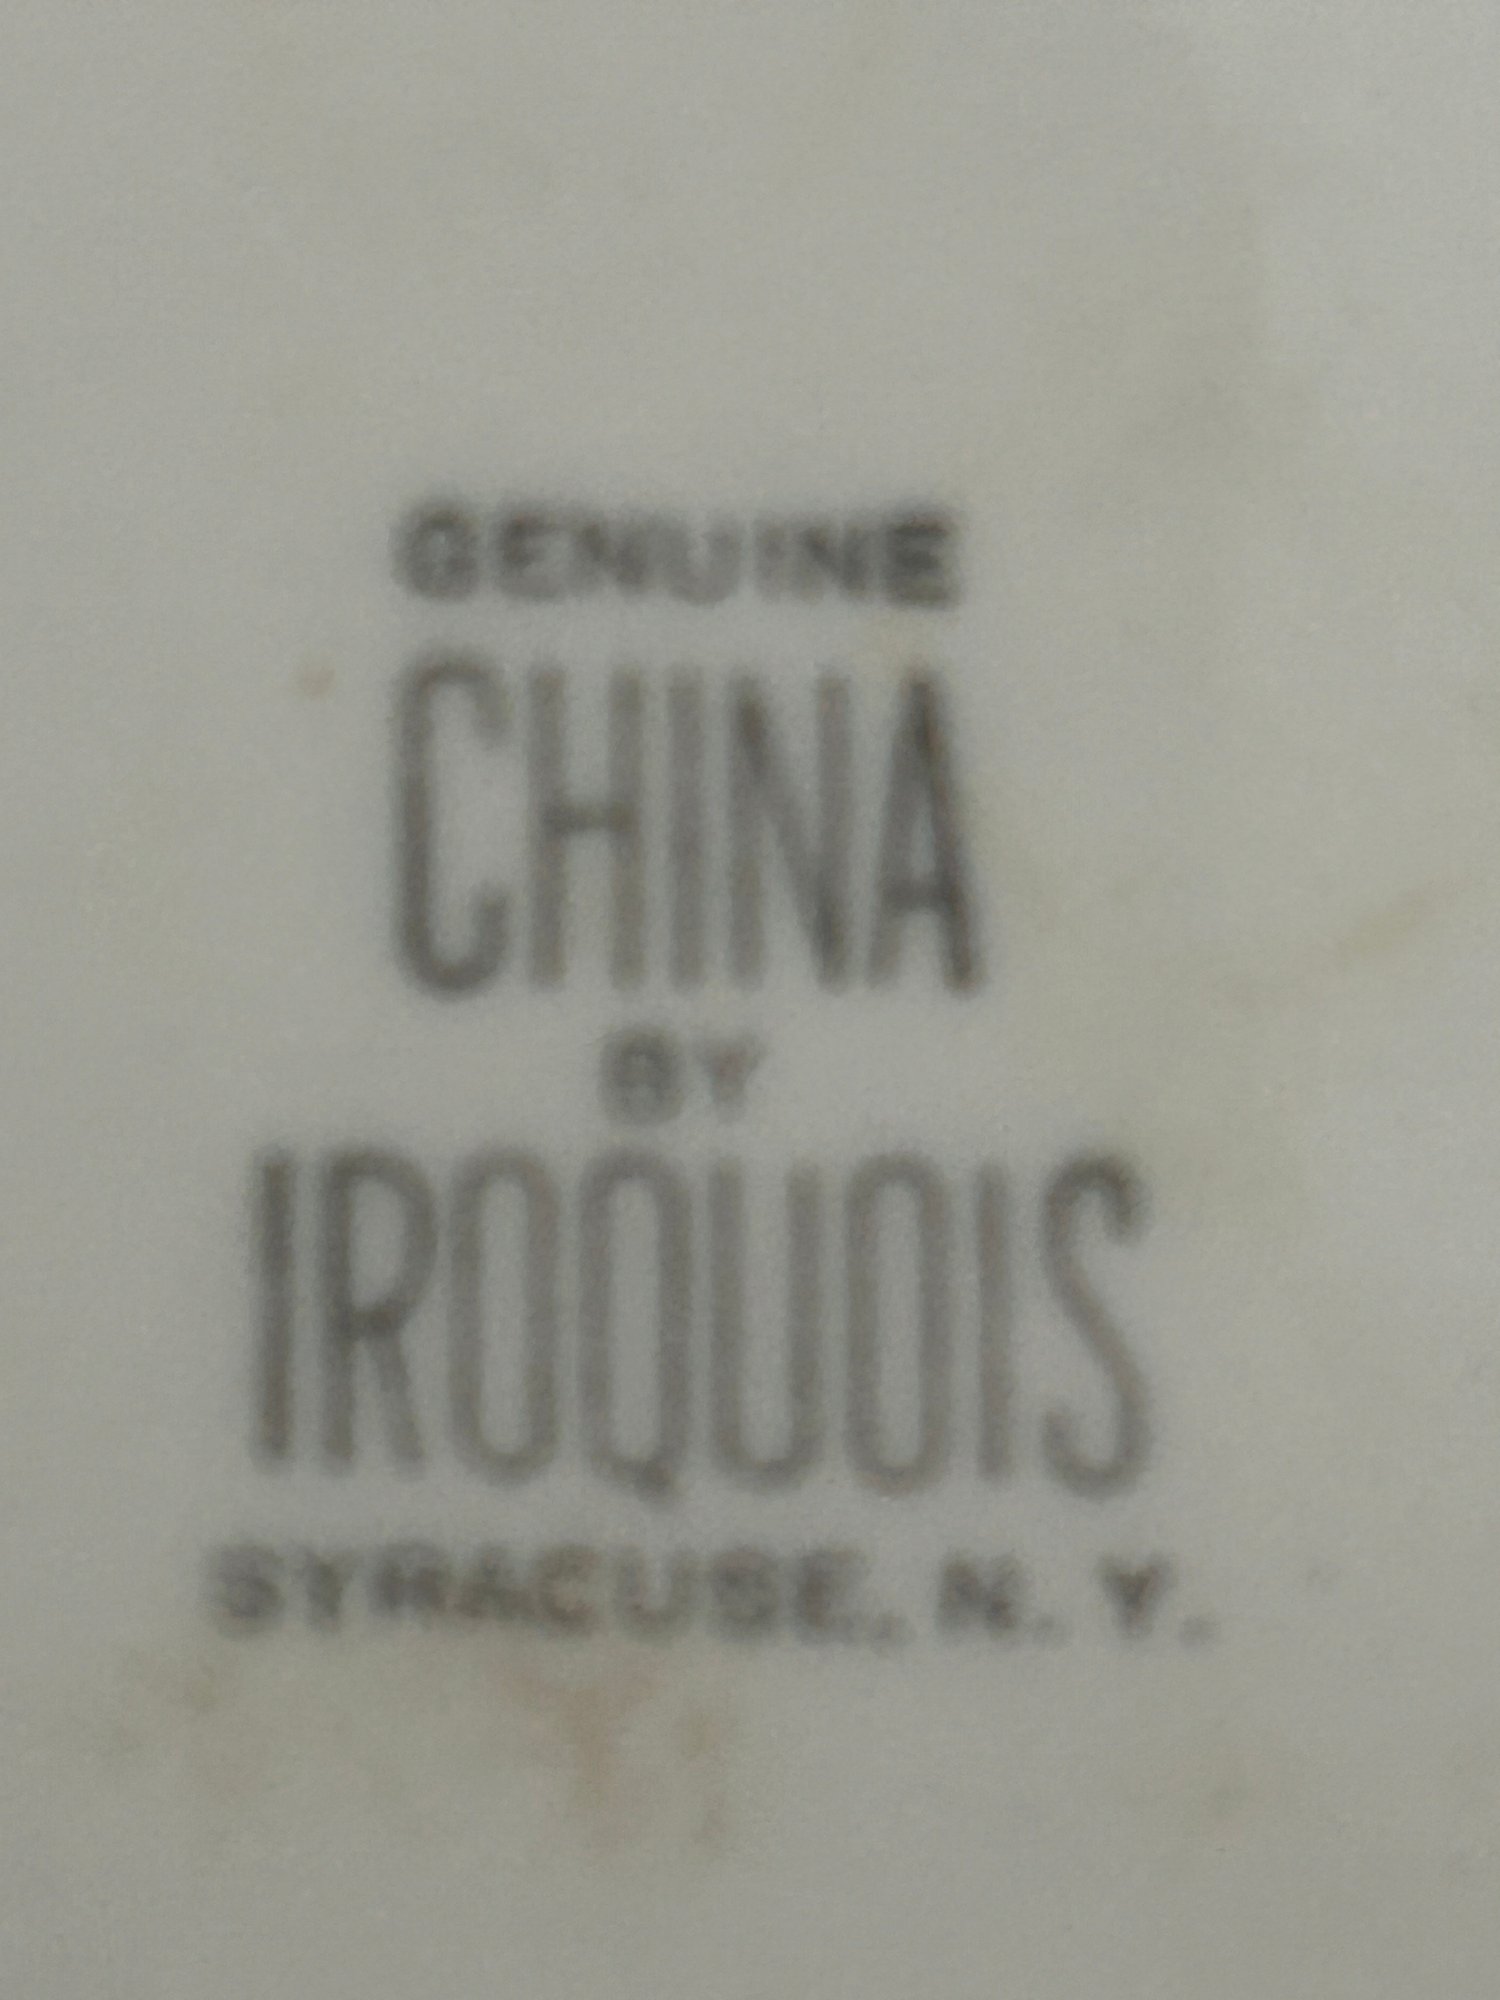 GENUINE
CHINA
BY
IROQUOIS
SYRACUSE, N. Y.